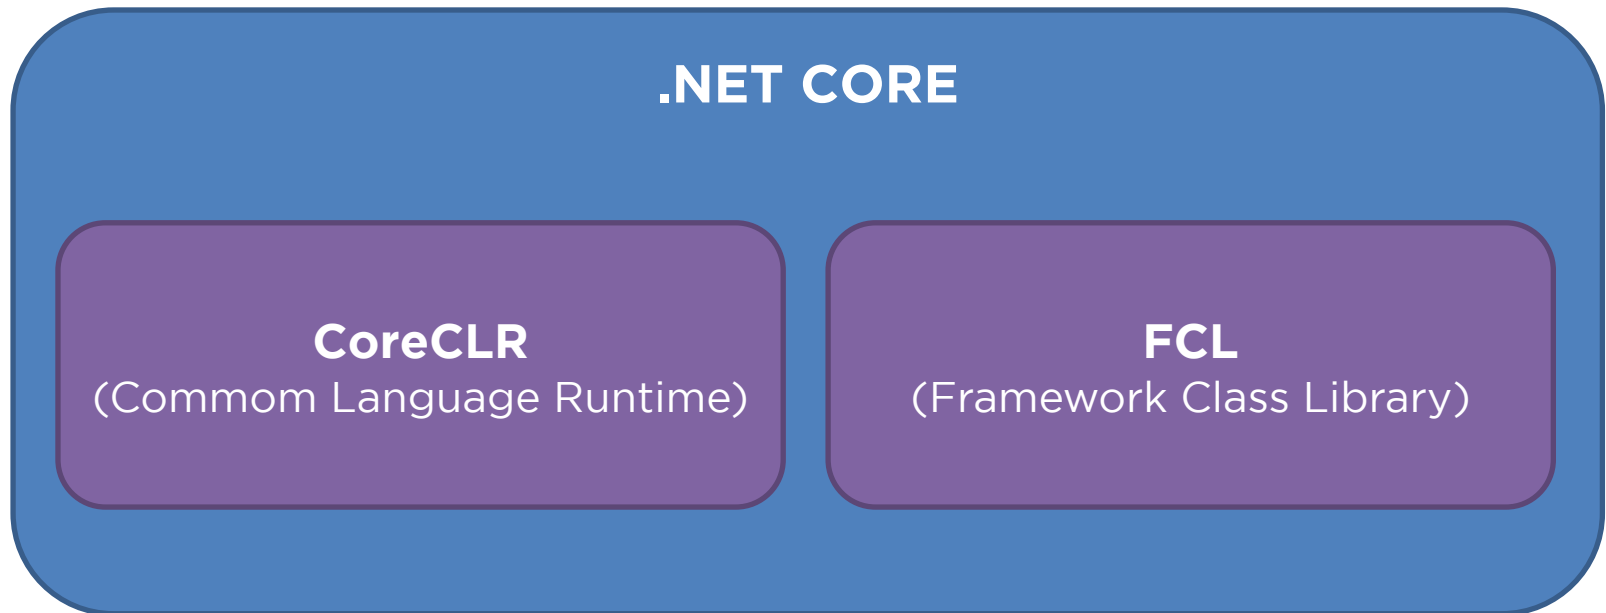 .NET CORE
CoreCLR
(Commom Language Runtime)
FCL
(Framework Class Library)